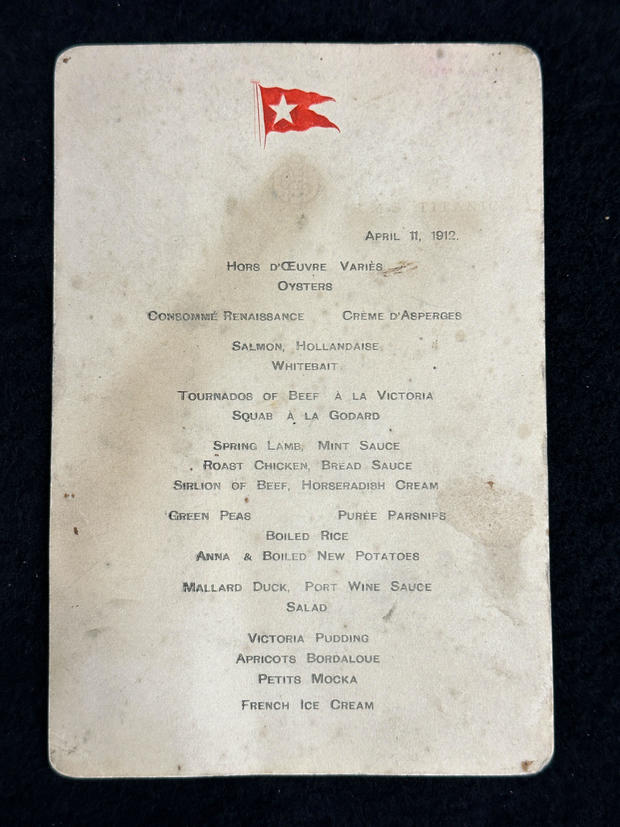 R.M.S. TITANIC
April 11, 1912.
Hors d'Œuvre Variès
Oysters
Consommé Renaissance Crème d'Asperges
Salmon, Hollandaise
Whitebait
Tournados of Beef à la Victoria
Squab à la Godard
Spring Lamb, Mint Sauce
Roast Chicken, Bread Sauce
Sirlion of Beef, Horseradish Cream
Green Peas Purée Parsnips
Boiled Rice
Anna & Boiled New Potatoes
Mallard Duck, Port Wine Sauce
Salad
Victoria Pudding
Apricots Bordaloue
Petits Mocka
French Ice Cream